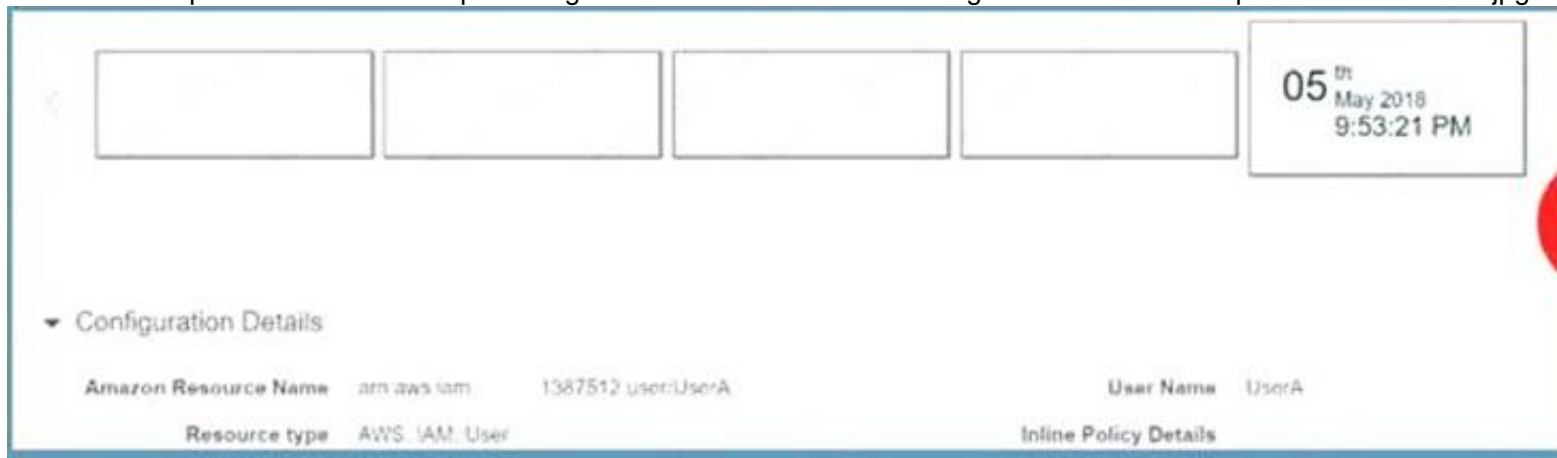 05 th
May 2018
9:53:21 PM
Configuration Details
Amazon Resource Name arn aws iam 1387512 user/UserA User Name UserA
Resource type AWS IAM User Inline Policy Details